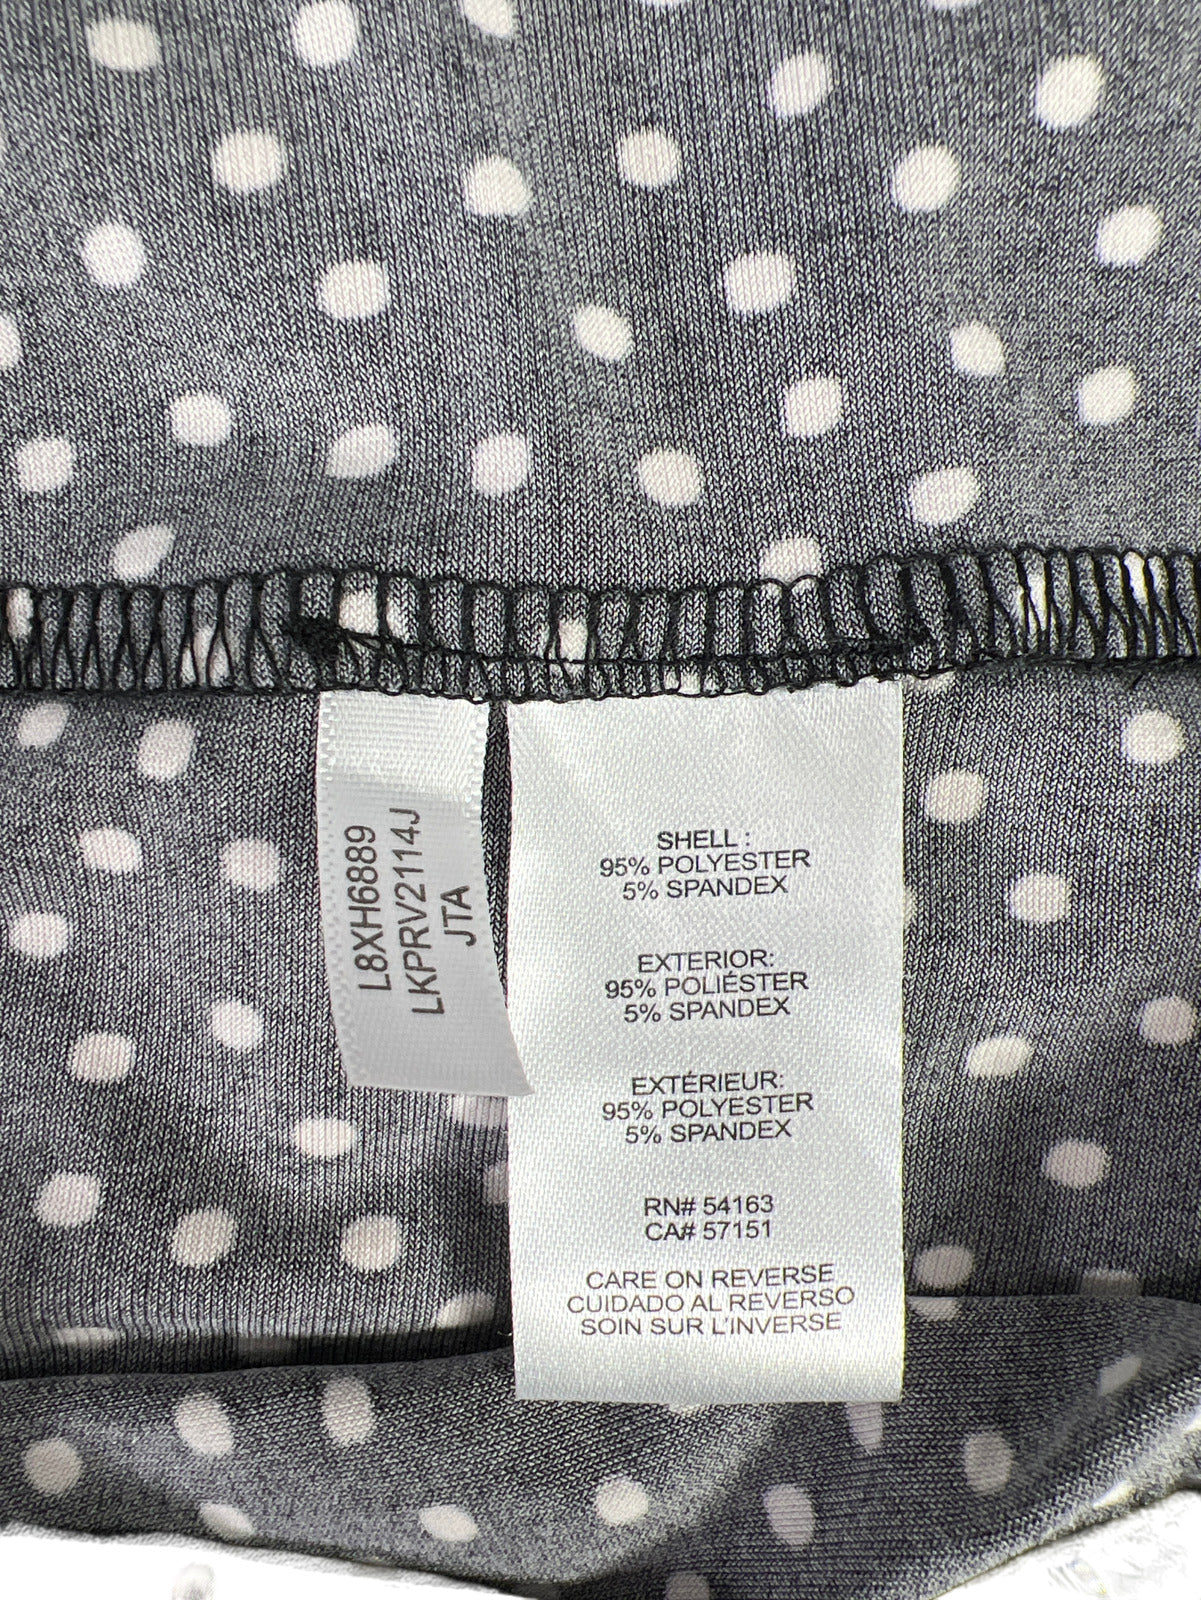 L8XH6889
LKPRV2114J
JTA
SHELL :
95% POLYESTER
5% SPANDEX
EXTERIOR:
95% POLIÉSTER
5% SPANDEX
EXTÉRIEUR:
95% POLYESTER
5% SPANDEX
RN# 54163
CA# 57151
CARE ON REVERSE
CUIDADO AL REVERSO
SOIN SUR L'INVERSE